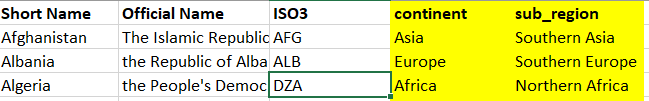 Short Name Official Name ISO3 continent sub_region
Afghanistan The Islamic Republic AFG Asia Southern Asia
Albania the Republic of Alba ALB Europe Southern Europe
Algeria the People's Democ DZA Africa Northern Africa